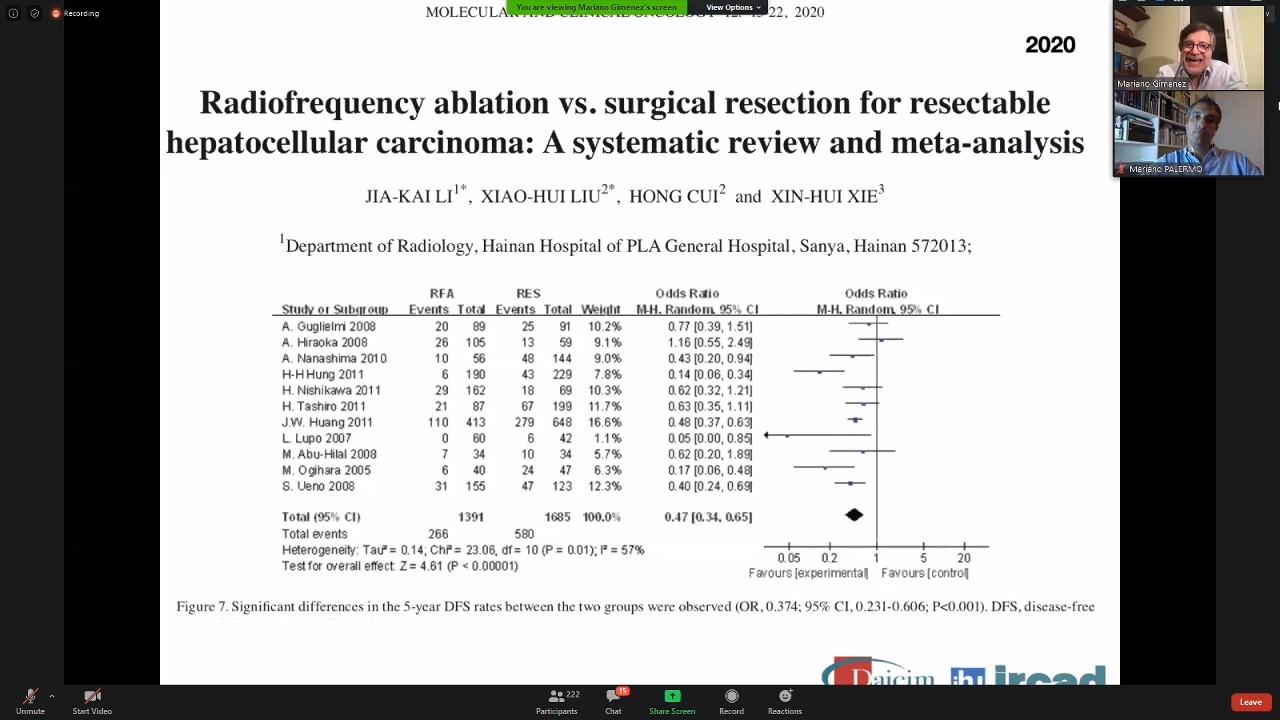 Recording
You are viewing Mariano Gimenez's screen
View Options
2020
Radiofrequency ablation vs. surgical resection for resectable
hepatocellular carcinoma: A systematic review and meta-analysis
JIA-KAI LI1*, XIAO-HUI LIU2*, HONG CUI2 and XIN-HUI XIE3
1Department of Radiology, Hainan Hospital of PLA General Hospital, Sanya, Hainan 572013;
RFA RES Odds Ratio Odds Ratio
Study or Subgroup Events Total Events Total Weight M-H, Random, 95% CI M-H, Random, 95% CI
A. Guglielmi 2008 20 89 25 91 10.2% 0.77 [0.39, 1.51]
A. Hiraoka 2008 26 105 13 59 9.1% 1.16 [0.55, 2.49]
A. Nanashima 2010 10 56 48 144 9.0% 0.43 [0.20, 0.94]
H-H Hung 2011 6 190 43 229 7.8% 0.14 [0.06, 0.34]
H. Nishikawa 2011 29 162 18 69 10.3% 0.62 [0.32, 1.21]
H. Tashiro 2011 21 87 67 199 11.7% 0.63 [0.35, 1.11]
J.W. Huang 2011 110 413 279 648 16.6% 0.48 [0.37, 0.63]
L. Lupo 2007 0 60 6 42 1.1% 0.05 [0.00, 0.85]
M. Abu-Hilal 2008 7 34 10 34 5.7% 0.62 [0.20, 1.89]
M. Ogihara 2005 6 40 24 47 6.3% 0.17 [0.06, 0.48]
S. Ueno 2008 31 155 47 123 12.3% 0.40 [0.24, 0.69]
Total (95% CI) 1391 1685 100.0% 0.47 [0.34, 0.65]
Total events 266 580
Heterogeneity: Tau² = 0.14; Chi² = 23.06, df = 10 (P = 0.01); I² = 57%
Test for overall effect: Z = 4.61 (P < 0.00001)
0.05 0.2 1 5 20
Favours [experimental] Favours [control]
Figure 7. Significant differences in the 5-year DFS rates between the two groups were observed (OR, 0.374; 95% CI, 0.231-0.606; P<0.001). DFS, disease-free
Daicim ihu ircad
Mariano Gimenez
Mariano PALERMO
Unmute
Start Video
222
Participants
15
Chat
Share Screen
Record
Reactions
Leave